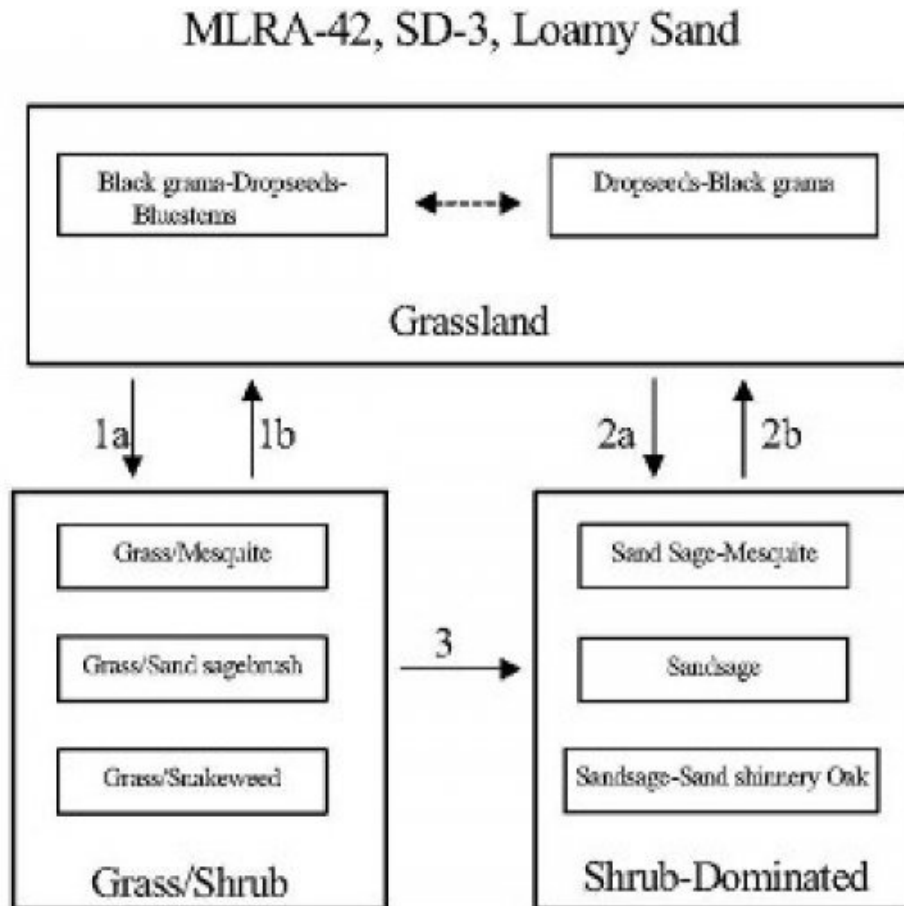 MLRA-42, SD-3, Loamy Sand
Black grama-Dropseeds-
Bluestems
Dropseeds-Black grama
Grassland
1a
1b
2a
2b
Grass/Mesquite
Grass/Sand sagebrush
Grass/Snakeweed
Grass/Shrub
3
Sand Sage-Mesquite
Sandsage
Sandsage-Sand shinnery Oak
Shrub-Dominated